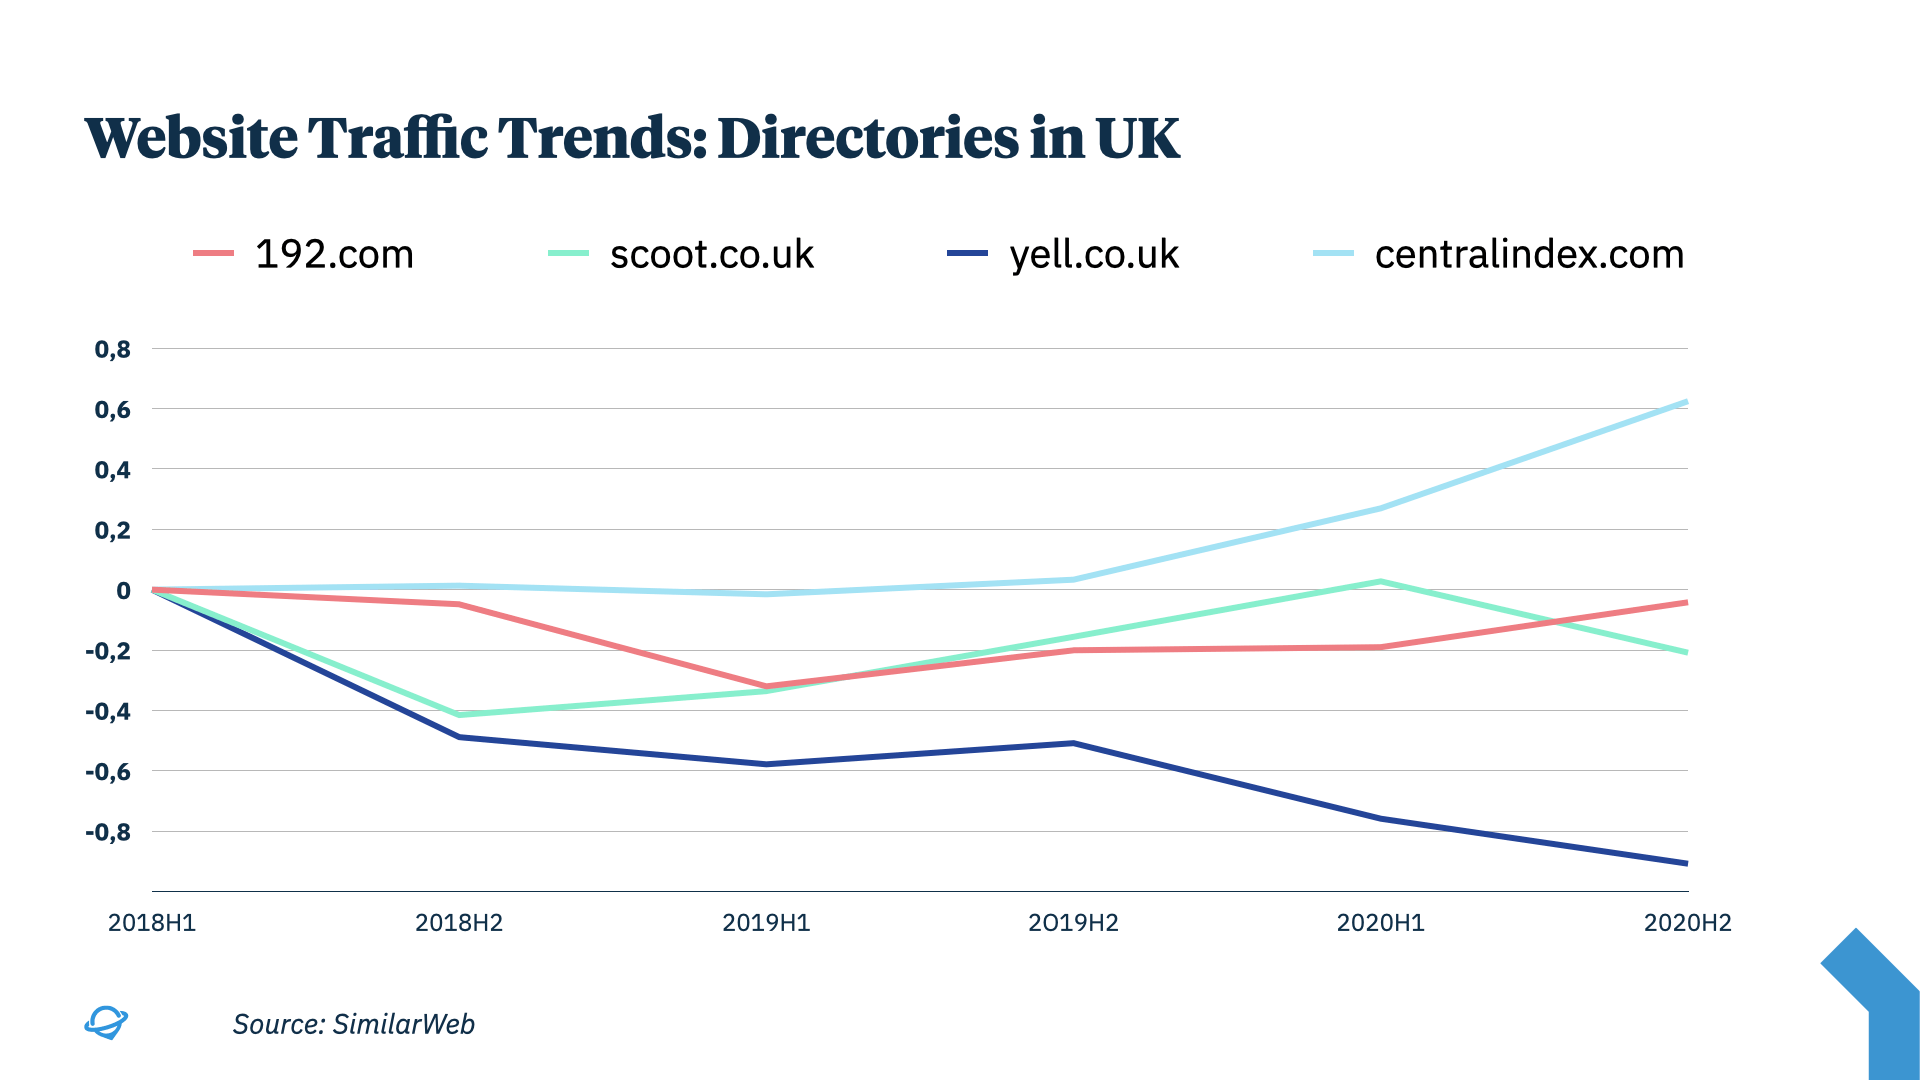 Website Traffic Trends: Directories in UK
192.com scoot.co.uk yell.co.uk centralindex.com
0,8
0,6
0,4
0,2
0
-0,2
-0,4
-0,6
-0,8
2018H1 2018H2 2019H1 2O19H2 2020H1 2020H2
Source: SimilarWeb